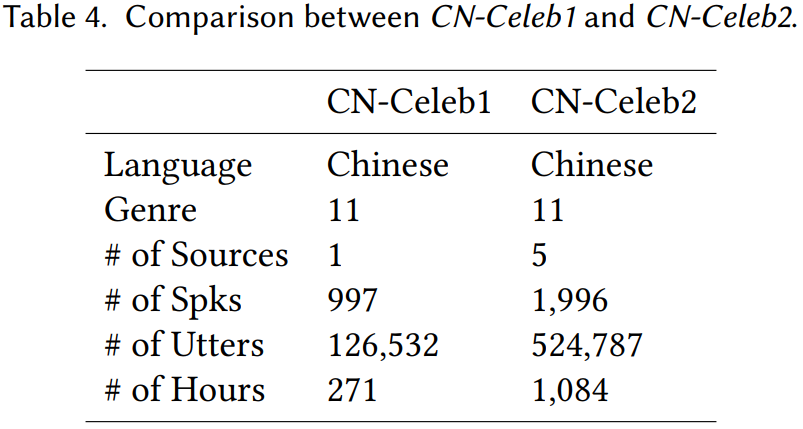 Table 4. Comparison between CN-Celeb1 and CN-Celeb2.
CN-Celeb1 CN-Celeb2
Language Chinese Chinese
Genre 11 11
# of Sources 1 5
# of Spks 997 1,996
# of Utters 126,532 524,787
# of Hours 271 1,084